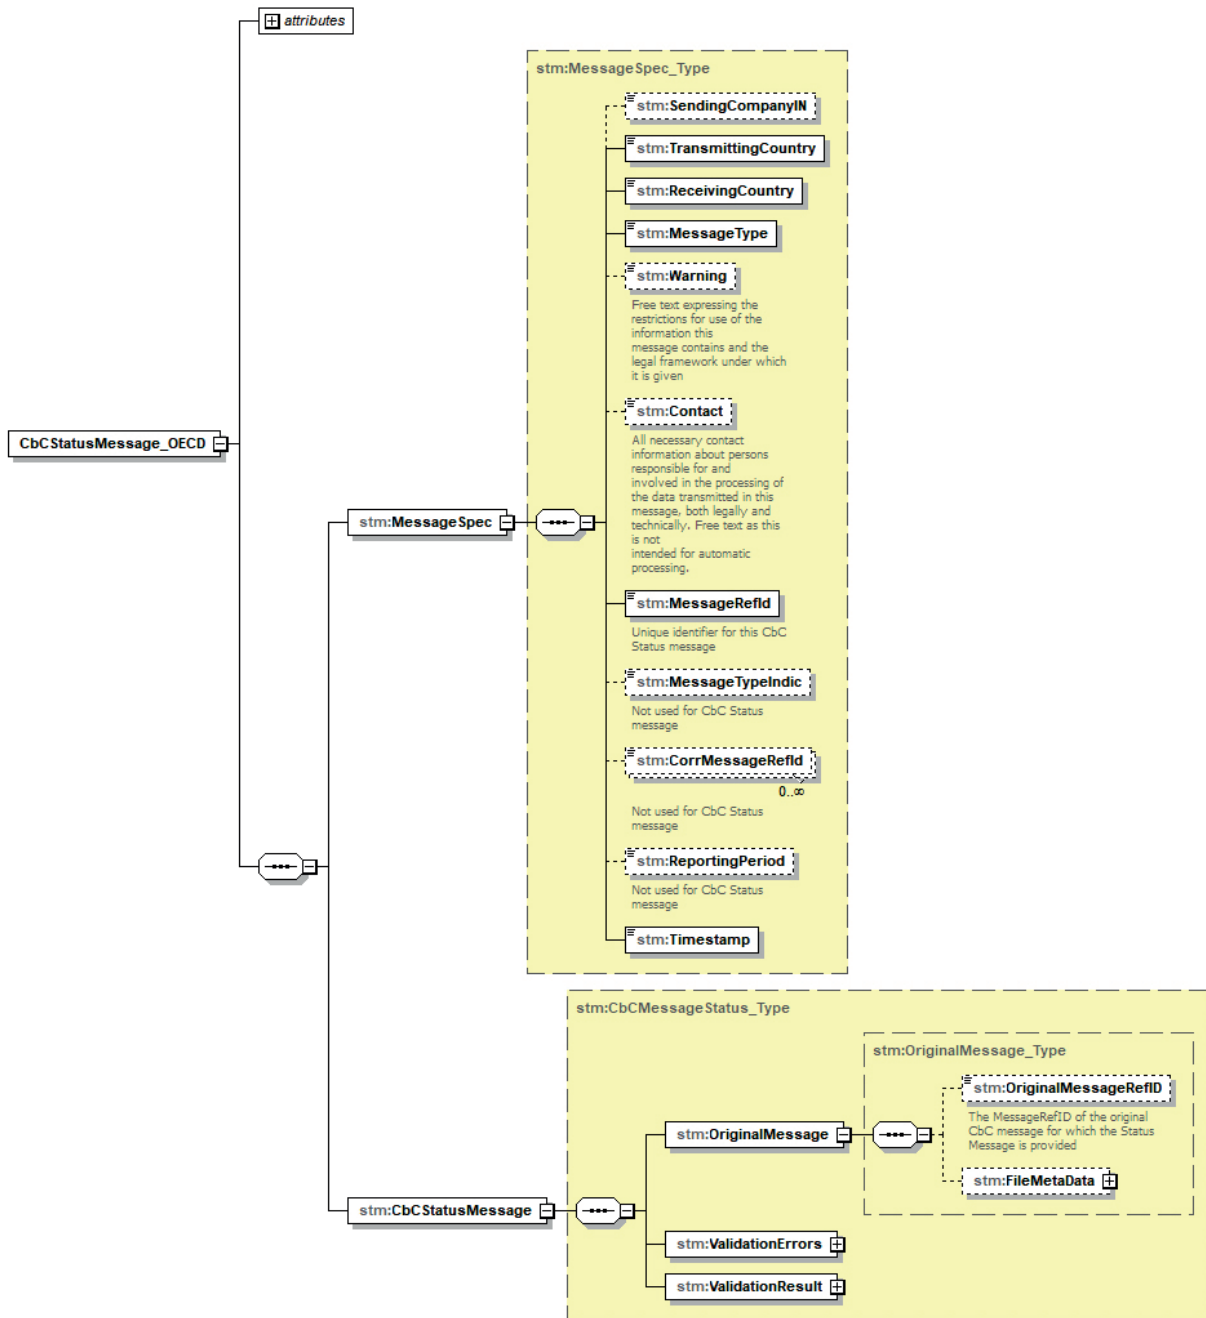 attributes
stm:MessageSpec_Type
stm:SendingCompanyIN
stm:TransmittingCountry
stm:ReceivingCountry
stm:MessageType
stm:Warning
Free text expressing the
restrictions for use of the
information this
message contains and the
legal framework under which
it is given
stm:Contact
CbCStatusMessage_OECD
All necessary contact
information about persons
responsible for and
involved in the processing of
the data transmitted in this
message, both legally and
technically. Free text as this
is not
intended for automatic
processing.
stm:MessageSpec
stm:MessageRefId
Unique identifier for this CbC
Status message
stm:MessageTypeIndic
Not used for CbC Status
message
stm:CorrMessageRefId
0..∞
Not used for CbC Status
message
stm:ReportingPeriod
Not used for CbC Status
message
stm:Timestamp
stm:CbCMessageStatus_Type
stm:OriginalMessage_Type
stm:OriginalMessageRefID
The MessageRefID of the original
CbC message for which the Status
Message is provided
stm:OriginalMessage
stm:FileMetaData
stm:CbCStatusMessage
stm:ValidationErrors
stm:ValidationResult